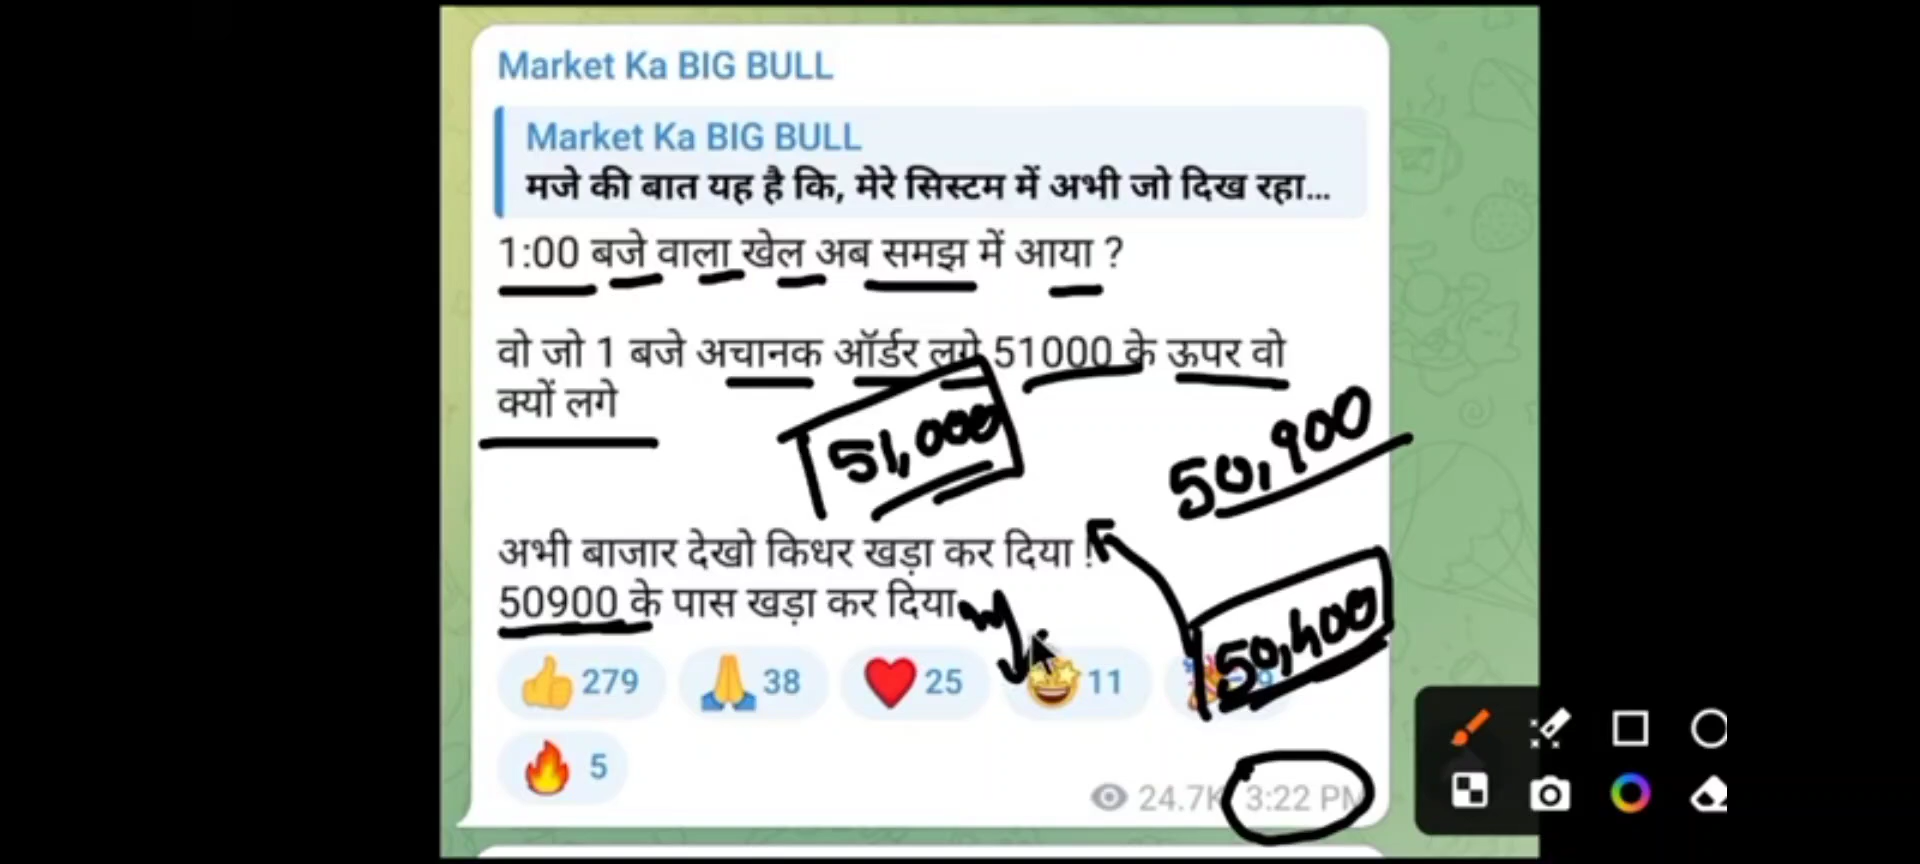 Market Ka BIG BULL
Market Ka BIG BULL
मजे की बात यह है कि, मेरे सिस्टम में अभी जो दिख रहा...
1:00 बजे वाला खेल अब समझ में आया ?
वो जो 1 बजे अचानक ऑर्डर लगे 51000 के ऊपर वो
क्यों लगे
51,000
50,900
अभी बाजार देखो किधर खड़ा कर दिया !
50900 के पास खड़ा कर दिया
50,400
279 38 25 11
5
24.7K 3:22 PM